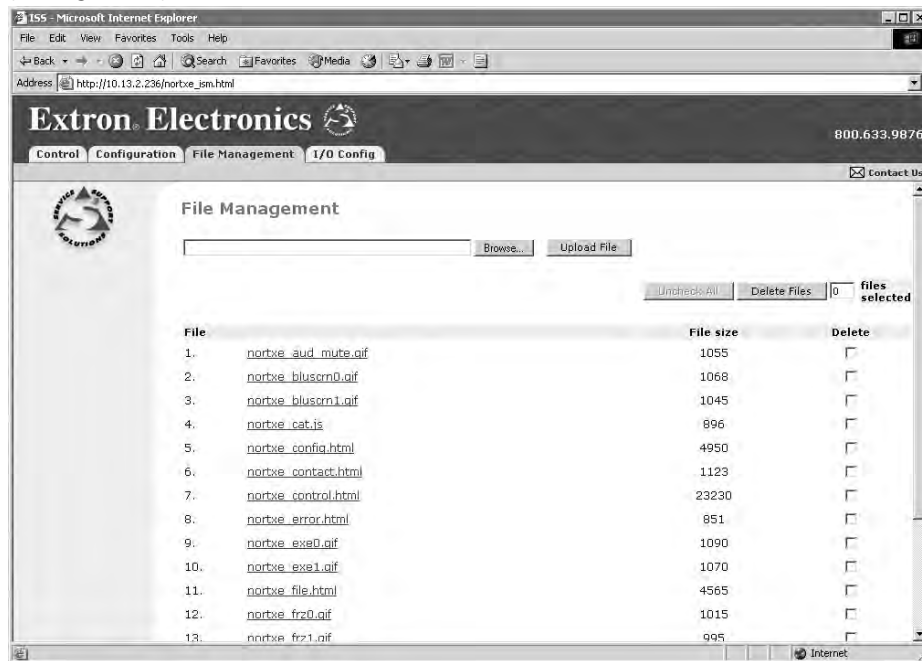 ISS - Microsoft Internet Explorer
File Edit View Favorites Tools Help
Back Search Favorites Media
Address http://10.13.2.236/nortxe_ism.html
Extron® Electronics
800.633.9876
Control Configuration File Management I/O Config
Contact Us
SERVICE SUPPORT SOLUTIONS
File Management
Browse... Upload File
Uncheck All Delete Files 0 files selected
File File size Delete
1. nortxe_aud_mute.gif 1055
2. nortxe_bluscrn0.gif 1068
3. nortxe_bluscrn1.gif 1045
4. nortxe_cat.js 896
5. nortxe_config.html 4950
6. nortxe_contact.html 1123
7. nortxe_control.html 23230
8. nortxe_error.html 851
9. nortxe_exe0.gif 1090
10. nortxe_exe1.gif 1070
11. nortxe_file.html 4565
12. nortxe_frz0.gif 1015
13. nortxe_frz1.gif 995
Internet